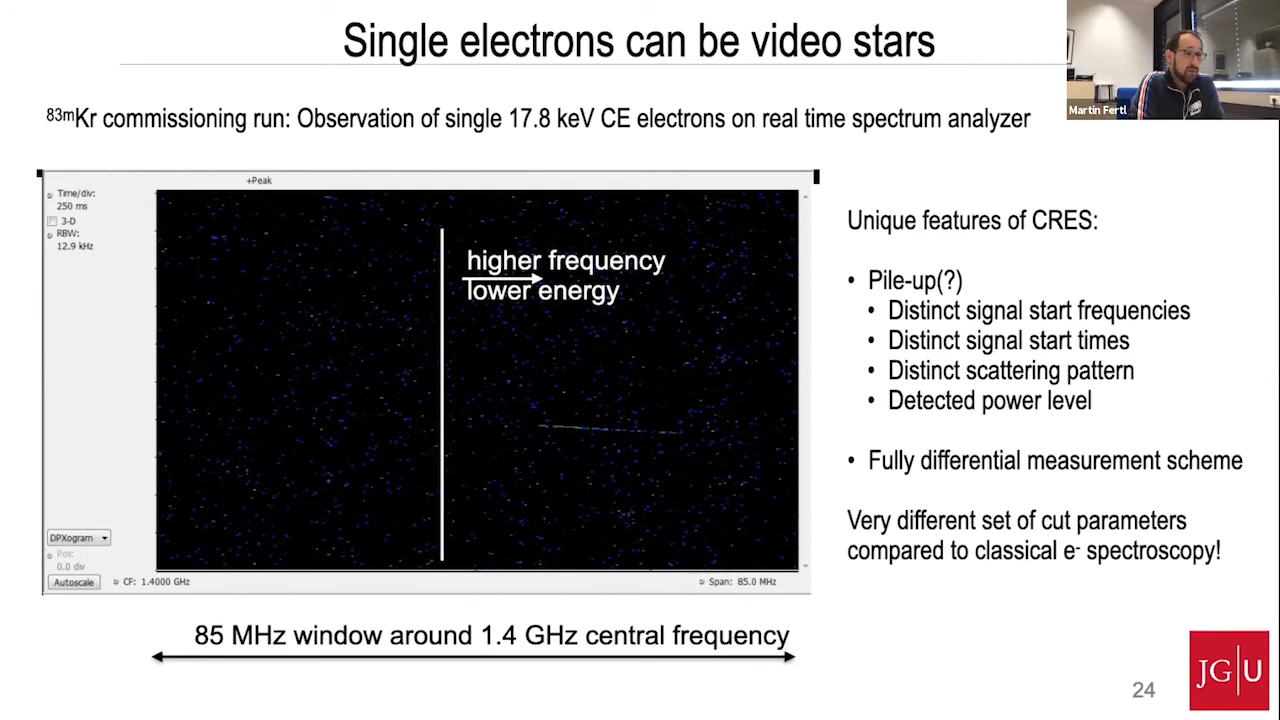 Single electrons can be video stars
Martin Fertl
83mKr commissioning run: Observation of single 17.8 keV CE electrons on real time spectrum analyzer
+Peak
Time/div:
250 ms
3-D
RBW:
12.9 kHz
higher frequency
lower energy
DPXogram
Pos:
0.0 div
Autoscale
CF: 1.4000 GHz
Span: 85.0 MHz
85 MHz window around 1.4 GHz central frequency
Unique features of CRES:
• Pile-up(?)
• Distinct signal start frequencies
• Distinct signal start times
• Distinct scattering pattern
• Detected power level
• Fully differential measurement scheme
Very different set of cut parameters
compared to classical e- spectroscopy!
24
JG|U